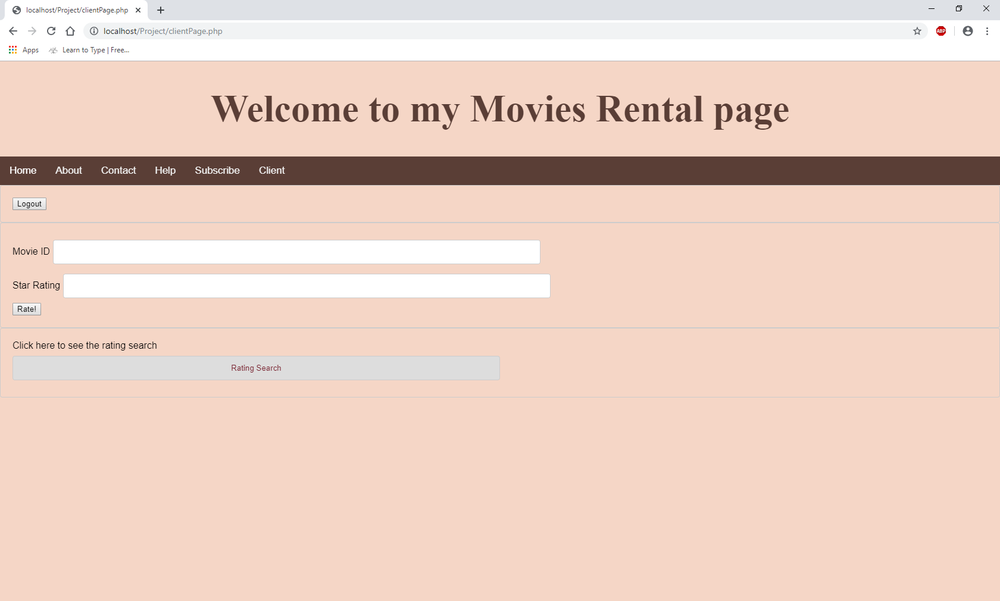 localhost/Project/clientPage.php
localhost/Project/clientPage.php
ABP
Apps Learn to Type | Free...
Welcome to my Movies Rental page
Home About Contact Help Subscribe Client
Logout
Movie ID
Star Rating
Rate!
Click here to see the rating search
Rating Search